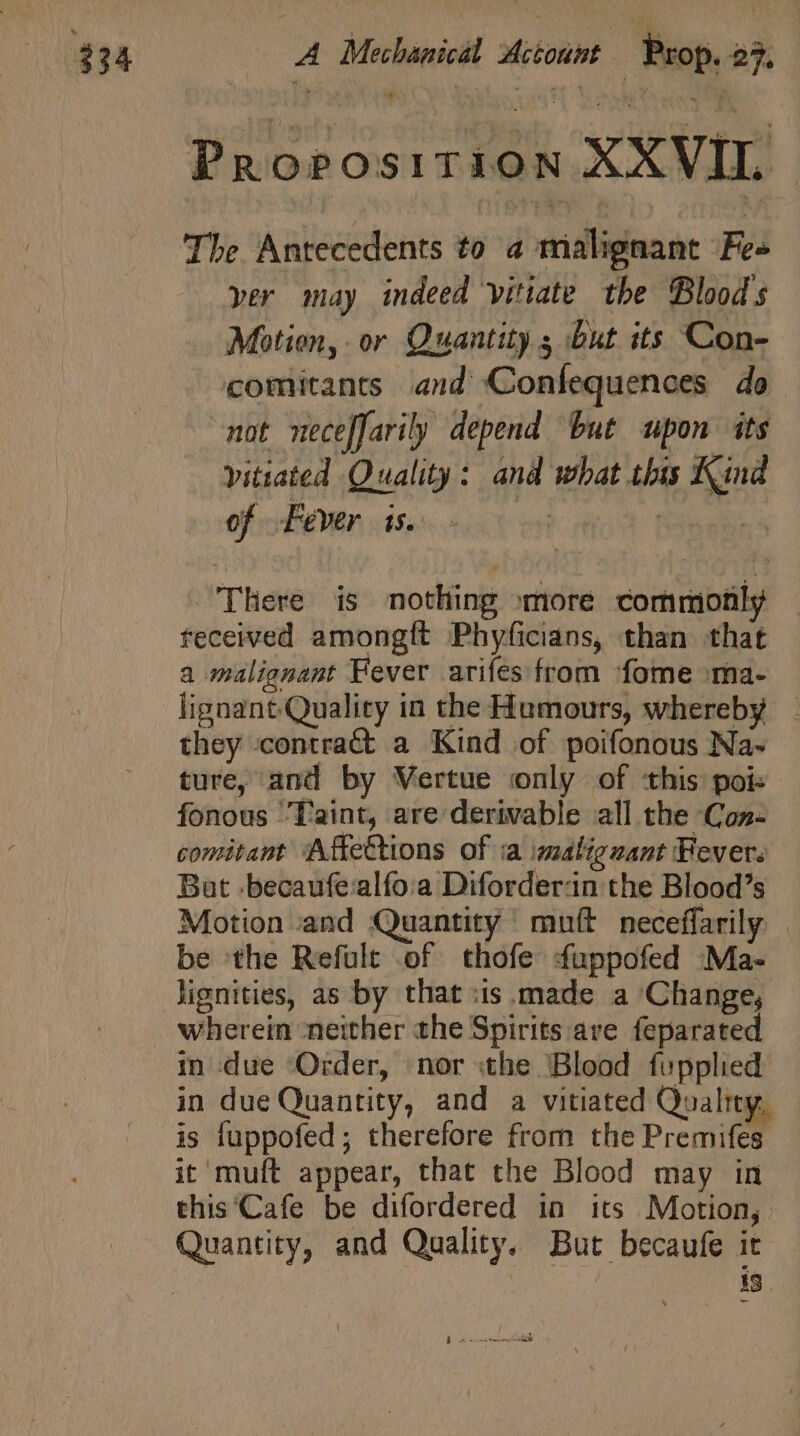 334 A Mechanical Account Prop. 27.
PROPOSITION XXVII.
The Antecedents to a malignant Fe-
ver may indeed vitiate the Blood's
Motion, or Quantity; but its Con-
comitants and Conſequences do
not neceſſarily depend but upon its
vitiated Quality: and what this Kind
of Fever is.
There is nothing more commonly
received amongſt Phyſicians, than that
a malignant Fever ariſes from ſome ma-
lignant Quality in the Humours, whereby
they contract a Kind of poiſonous Na-
ture, and by Vertue only of this poi-
ſonous Taint, are derivable all the Con-
comitant Affections of a malignant Fever.
But becauſe alſo a Diſorder in the Blood's
Motion and Quantity muſt neceſſarily
be the Reſult of thoſe ſuppoſed Ma-
lignities, as by that is made a Change,
wherein neither the Spirits are ſeparated
in due Order, nor the Blood ſupplied
in due Quantity, and a vitiated Quality
is ſuppoſed; therefore from the Premiſes
it muſt appear, that the Blood may in
this Caſe be diſordered in its Motion,
Quantity, and Quality. But becauſe it
is